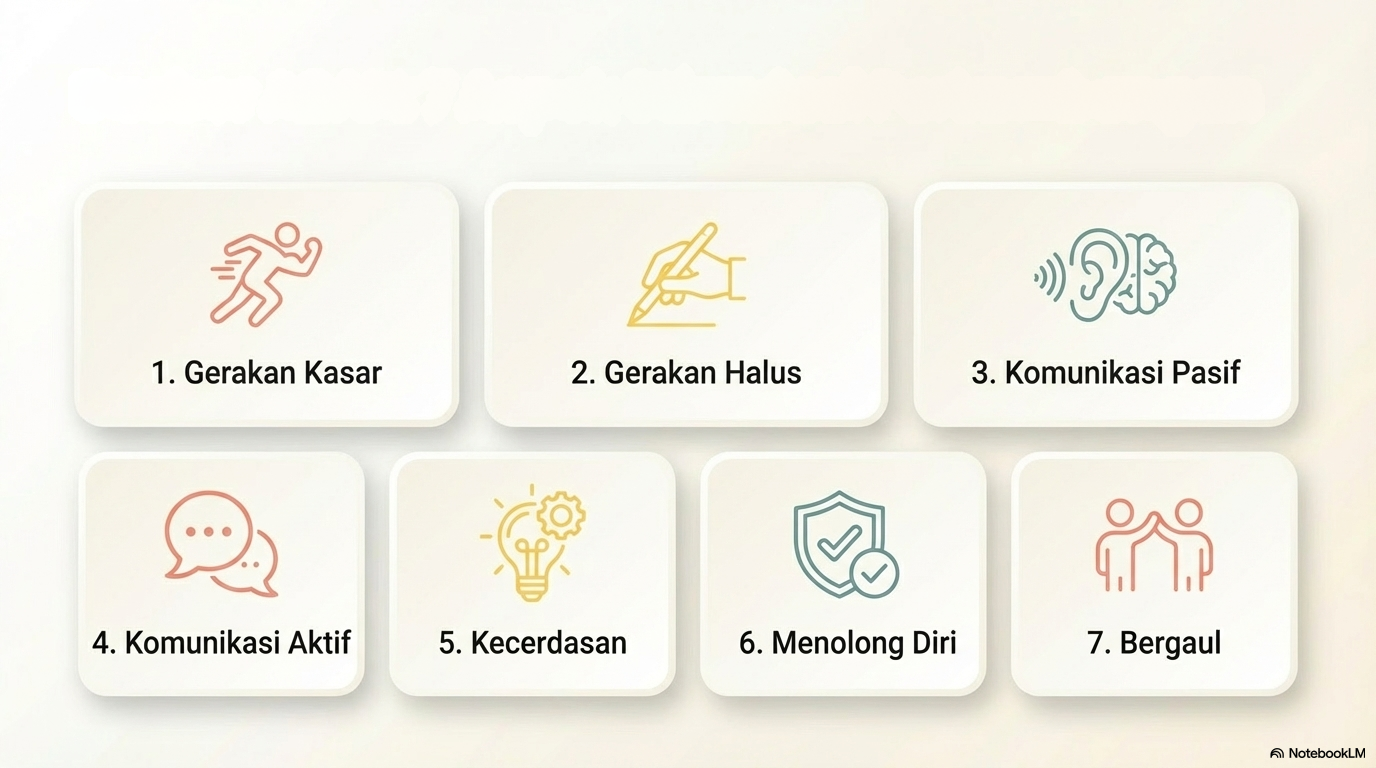 1. Gerakan Kasar
2. Gerakan Halus
3. Komunikasi Pasif
4. Komunikasi Aktif
5. Kecerdasan
6. Menolong Diri
7. Bergaul
NotebookLM